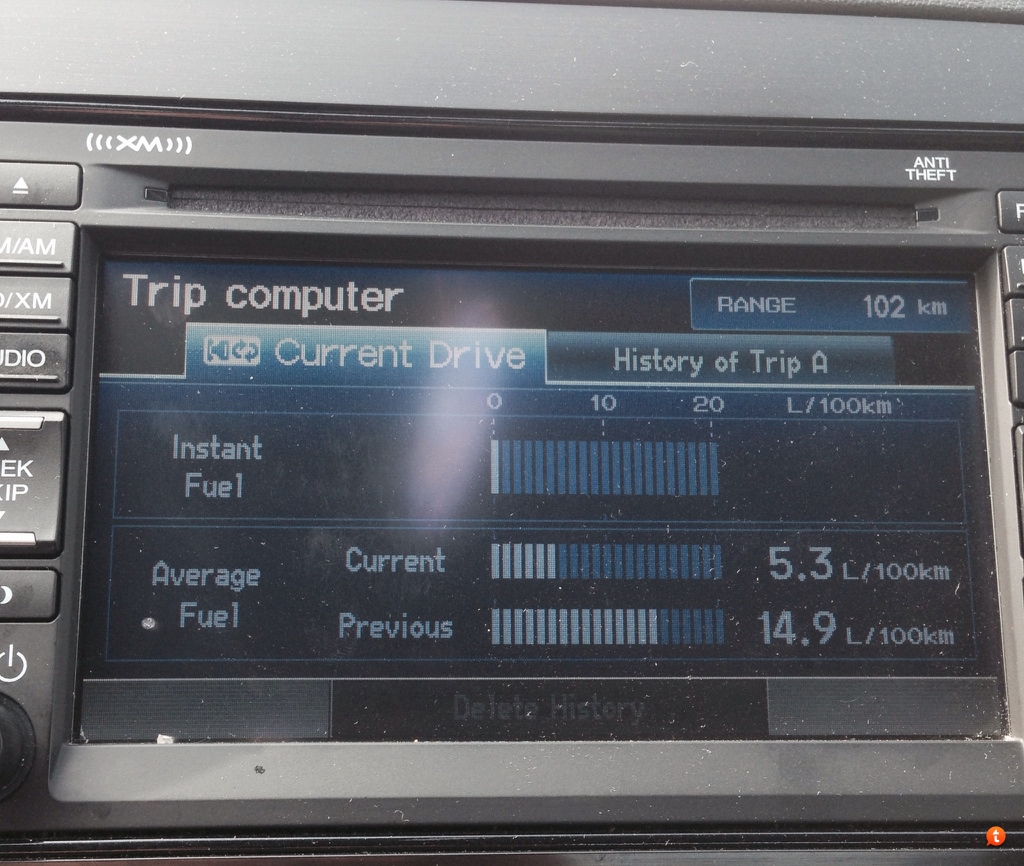 (((XM)))
ANTI
THEFT
M/AM
/XM
UDIO
EK
KIP
Trip computer
RANGE 102 km
Current Drive
History of Trip A
0 10 20 L/100km
Instant
Fuel
Average
Fuel
Current 5.3 L/100km
Previous 14.9 L/100km
Delete History
t